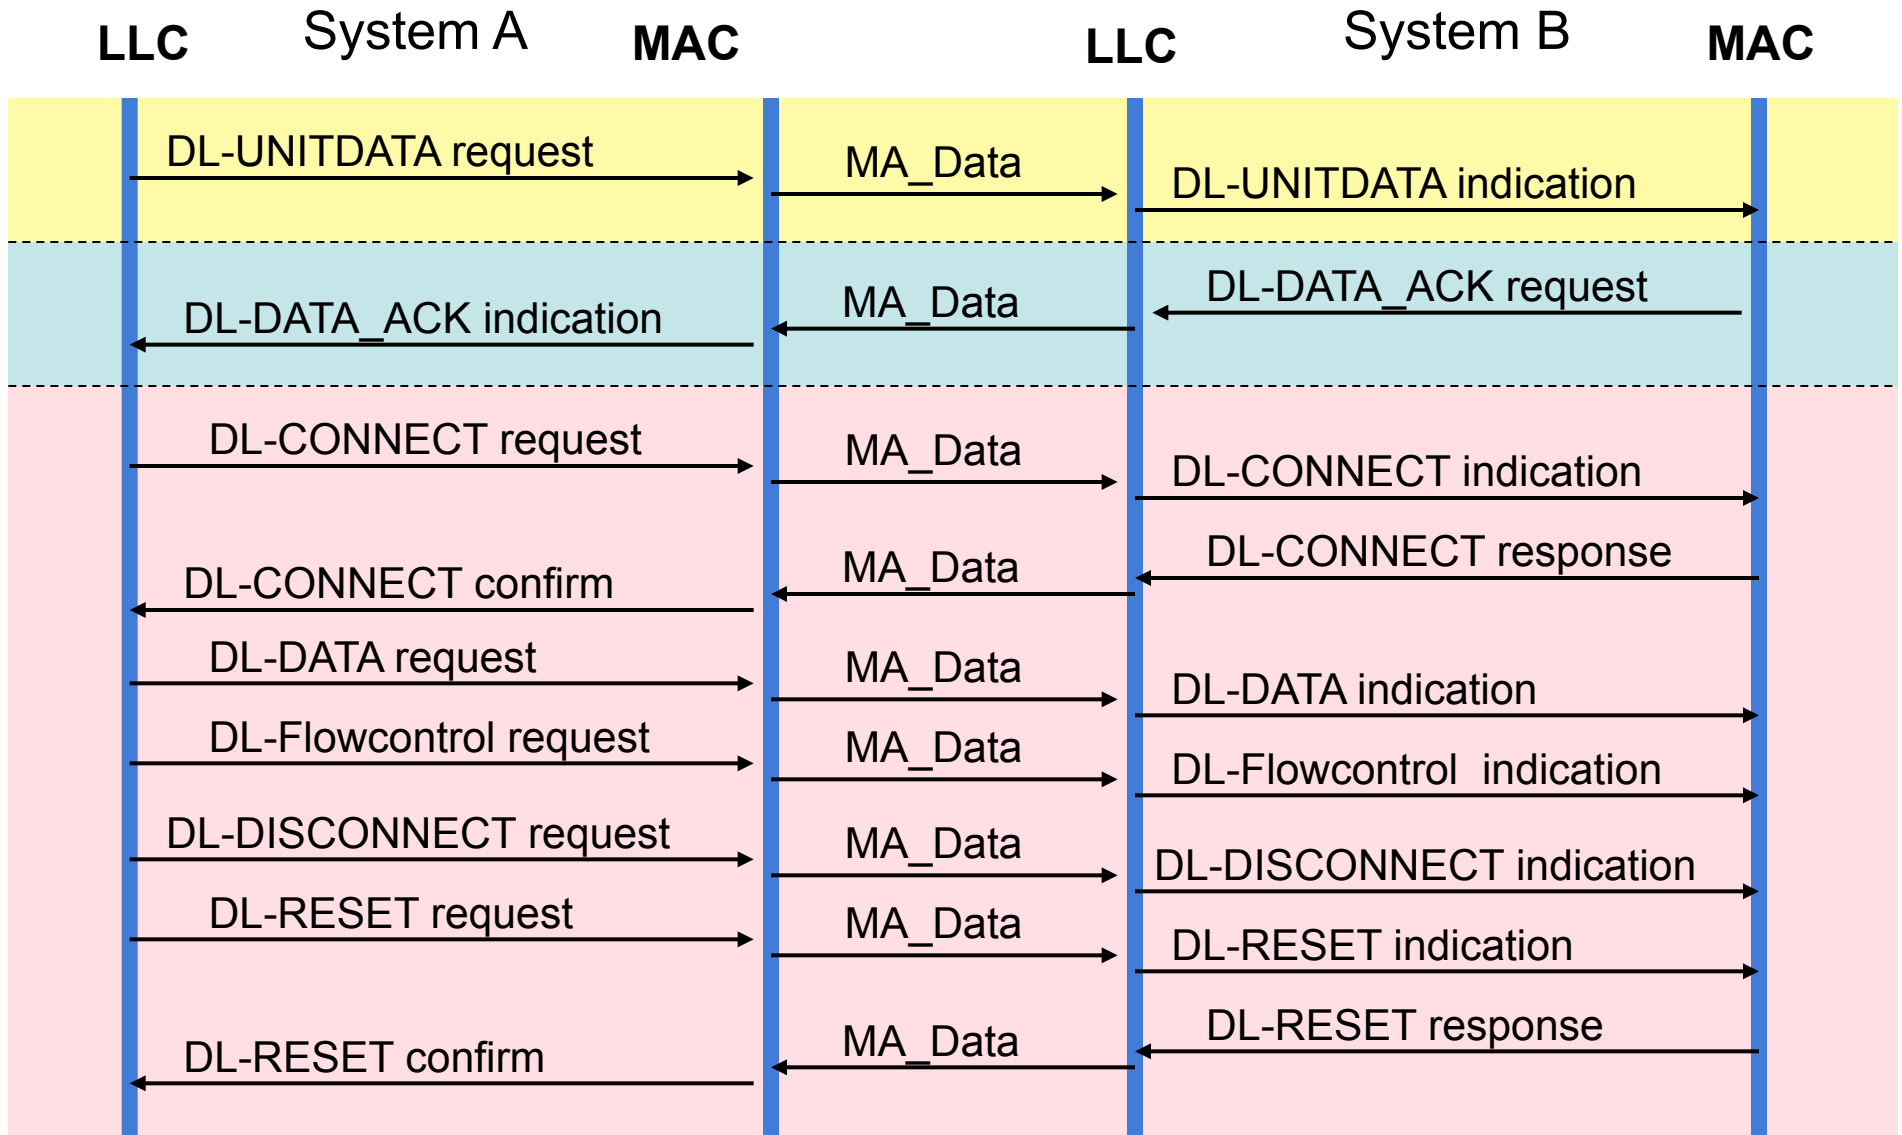 LLC System A MAC LLC System B MAC
DL-UNITDATA request MA_Data DL-UNITDATA indication
DL-DATA_ACK indication MA_Data DL-DATA_ACK request
DL-CONNECT request MA_Data DL-CONNECT indication
DL-CONNECT confirm MA_Data DL-CONNECT response
DL-DATA request MA_Data DL-DATA indication
DL-Flowcontrol request MA_Data DL-Flowcontrol indication
DL-DISCONNECT request MA_Data DL-DISCONNECT indication
DL-RESET request MA_Data DL-RESET indication
DL-RESET confirm MA_Data DL-RESET response